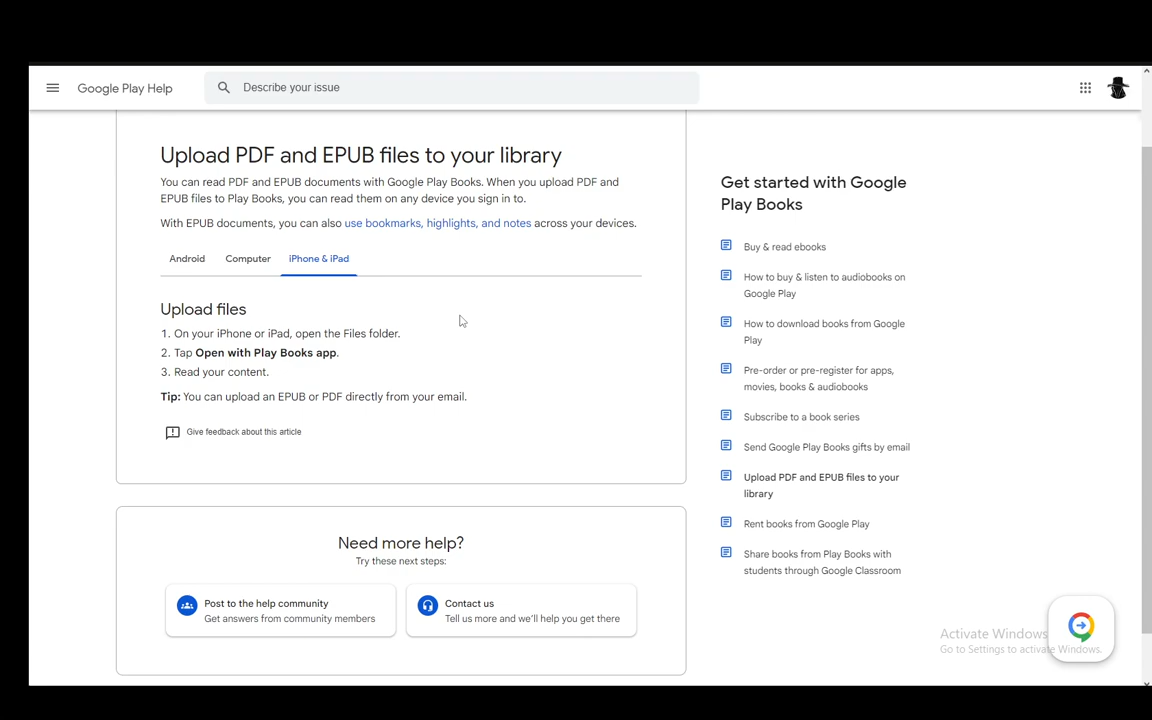 Google Play Help
Describe your issue
Upload PDF and EPUB files to your library
You can read PDF and EPUB documents with Google Play Books. When you upload PDF and
EPUB files to Play Books, you can read them on any device you sign in to.
With EPUB documents, you can also use bookmarks, highlights, and notes across your devices.
Android Computer iPhone & iPad
Upload files
1. On your iPhone or iPad, open the Files folder.
2. Tap Open with Play Books app.
3. Read your content.
Tip: You can upload an EPUB or PDF directly from your email.
Give feedback about this article
Need more help?
Try these next steps:
Post to the help community
Get answers from community members
Contact us
Tell us more and we'll help you get there
Get started with Google
Play Books
Buy & read ebooks
How to buy & listen to audiobooks on
Google Play
How to download books from Google
Play
Pre-order or pre-register for apps,
movies, books & audiobooks
Subscribe to a book series
Send Google Play Books gifts by email
Upload PDF and EPUB files to your
library
Rent books from Google Play
Share books from Play Books with
students through Google Classroom
Activate Windows
Go to Settings to activate Windows.